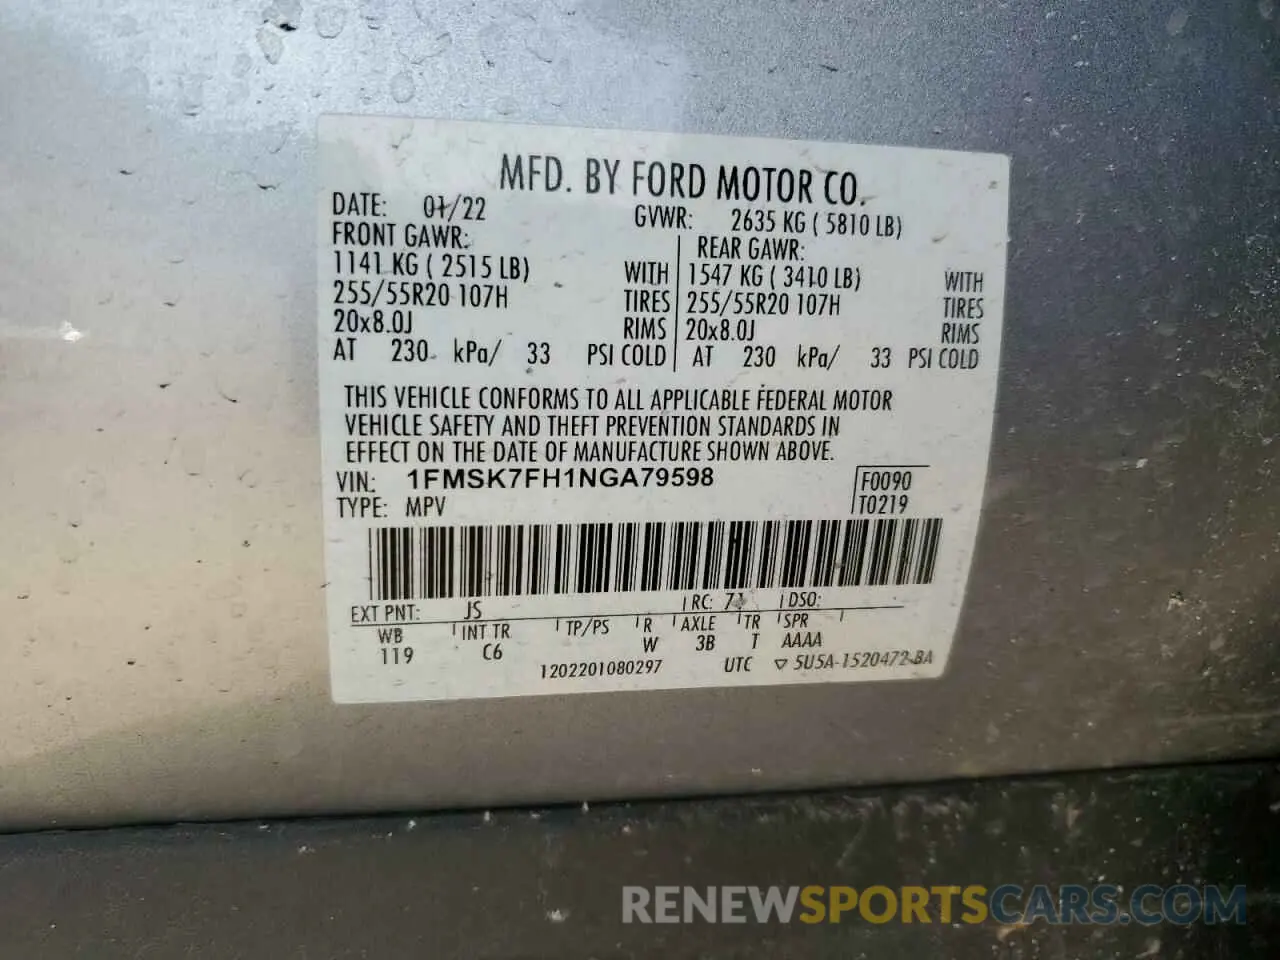 MFD. BY FORD MOTOR CO.
DATE: 01/22 GVWR: 2635 KG ( 5810 LB)
FRONT GAWR: REAR GAWR:
1141 KG ( 2515 LB) WITH 1547 KG ( 3410 LB) WITH
255/55R20 107H TIRES 255/55R20 107H TIRES
20x8.0J RIMS 20x8.0J RIMS
AT 230 kPa/ 33 PSI COLD AT 230 kPa/ 33 PSI COLD
THIS VEHICLE CONFORMS TO ALL APPLICABLE FEDERAL MOTOR
VEHICLE SAFETY AND THEFT PREVENTION STANDARDS IN
EFFECT ON THE DATE OF MANUFACTURE SHOWN ABOVE.
VIN: 1FMSK7FH1NGA79598 F0090
TYPE: MPV T0219
EXT PNT: JS RC: 71 DSO:
WB INT TR TP/PS R AXLE TR SPR
119 C6 W 3B T AAAA
1202201080297 UTC ▽ 5U5A-1520472-BA
RENEWSPORTSCARS.COM